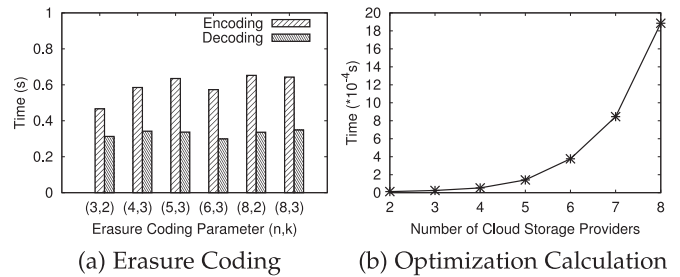 Encoding
Decoding
Time (s)
1
0.8
0.6
0.4
0.2
0
(3,2) (4,3) (5,3) (6,3) (8,2) (8,3)
Erasure Coding Parameter (n,k)
(a) Erasure Coding
Time (*10^-4s)
20
18
16
14
12
10
8
6
4
2
0
2 3 4 5 6 7 8
Number of Cloud Storage Providers
(b) Optimization Calculation